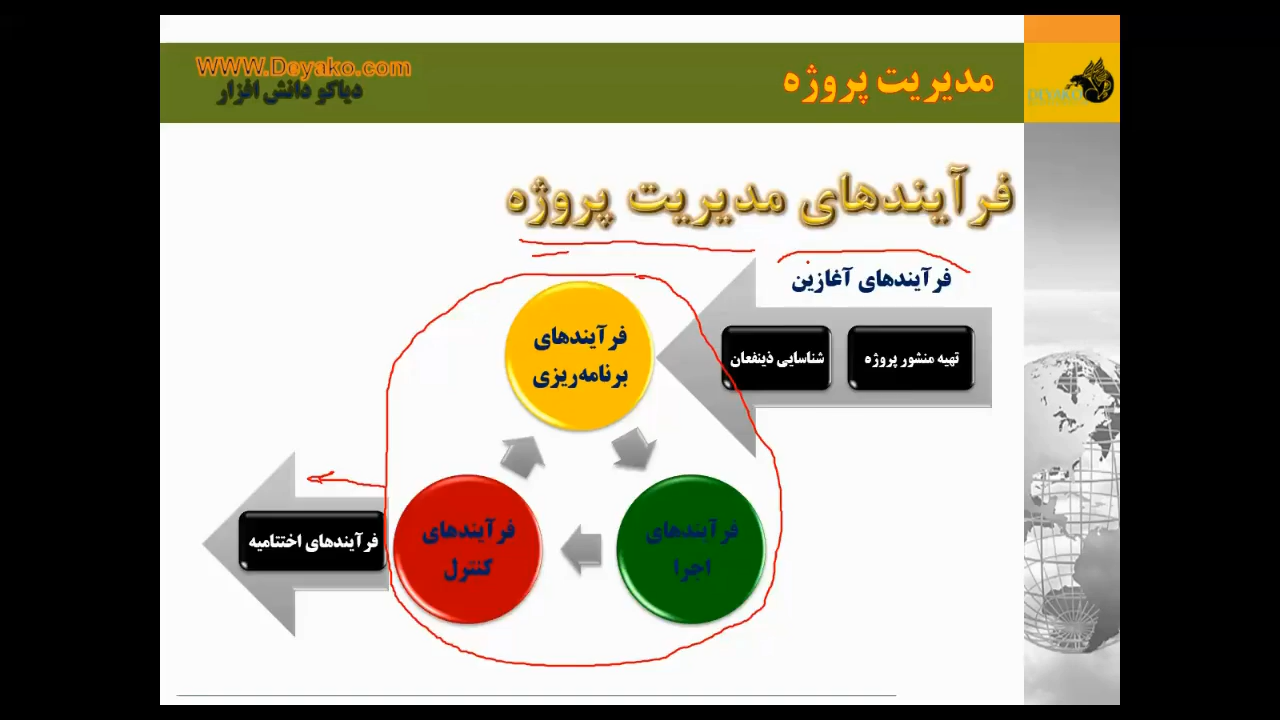 مدیریت پروژه
WWW.Deyako.com
دیاکو دانش افزار
DEYAKO
فرآیندهای مدیریت پروژه
فرآیندهای آغازین
تهیه منشور پروژه
شناسایی ذینفعان
فرآیندهای
برنامه‌ریزی
فرآیندهای
اجرا
فرآیندهای
کنترل
فرآیندهای اختتامیه